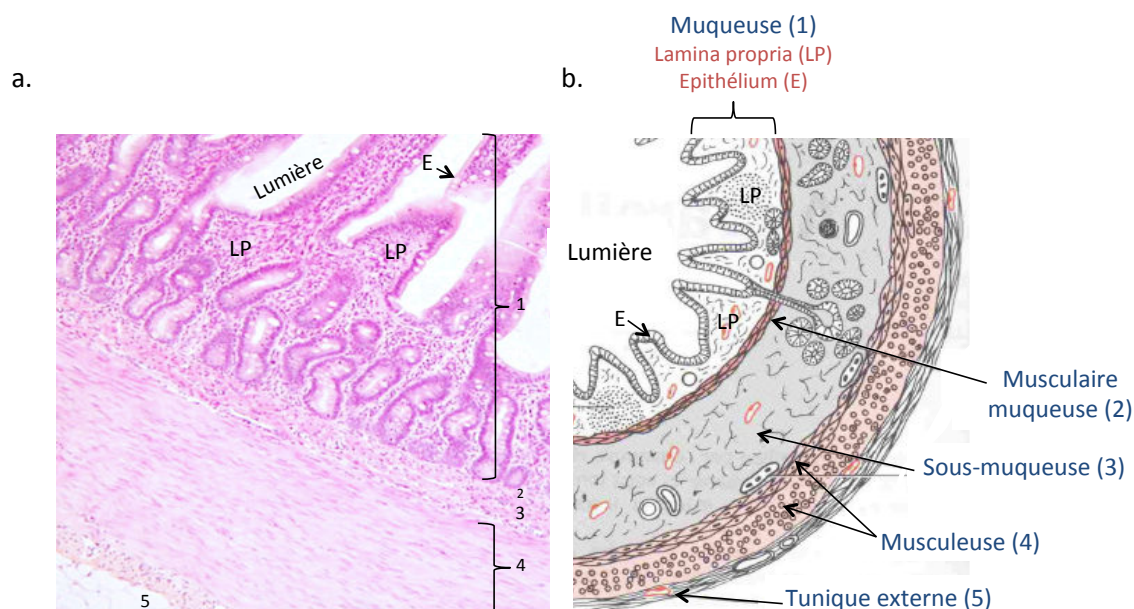 Muqueuse (1)
Lamina propria (LP)
Epithélium (E)
a.
b.
E
Lumière
LP
LP
1
2
3
4
5
LP
Lumière
E
LP
Musculaire
muqueuse (2)
Sous-muqueuse (3)
Musculeuse (4)
Tunique externe (5)